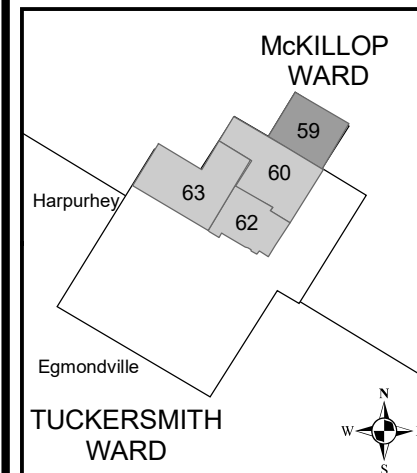 McKILLOP
WARD
59
60
63
62
Harpurhey
Egmondville
TUCKERSMITH
WARD
N
W
S